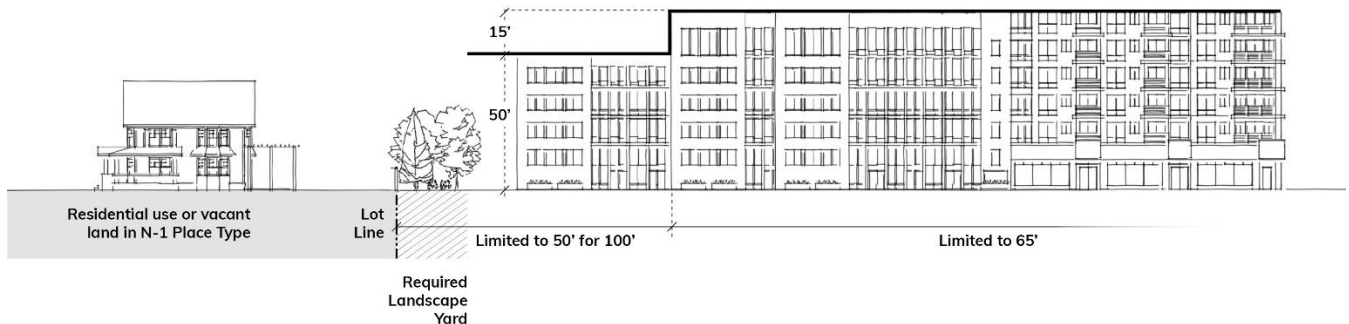 15’
50’
Residential use or vacant
land in N-1 Place Type
Lot
Line
Limited to 50’ for 100’
Limited to 65’
Required
Landscape
Yard